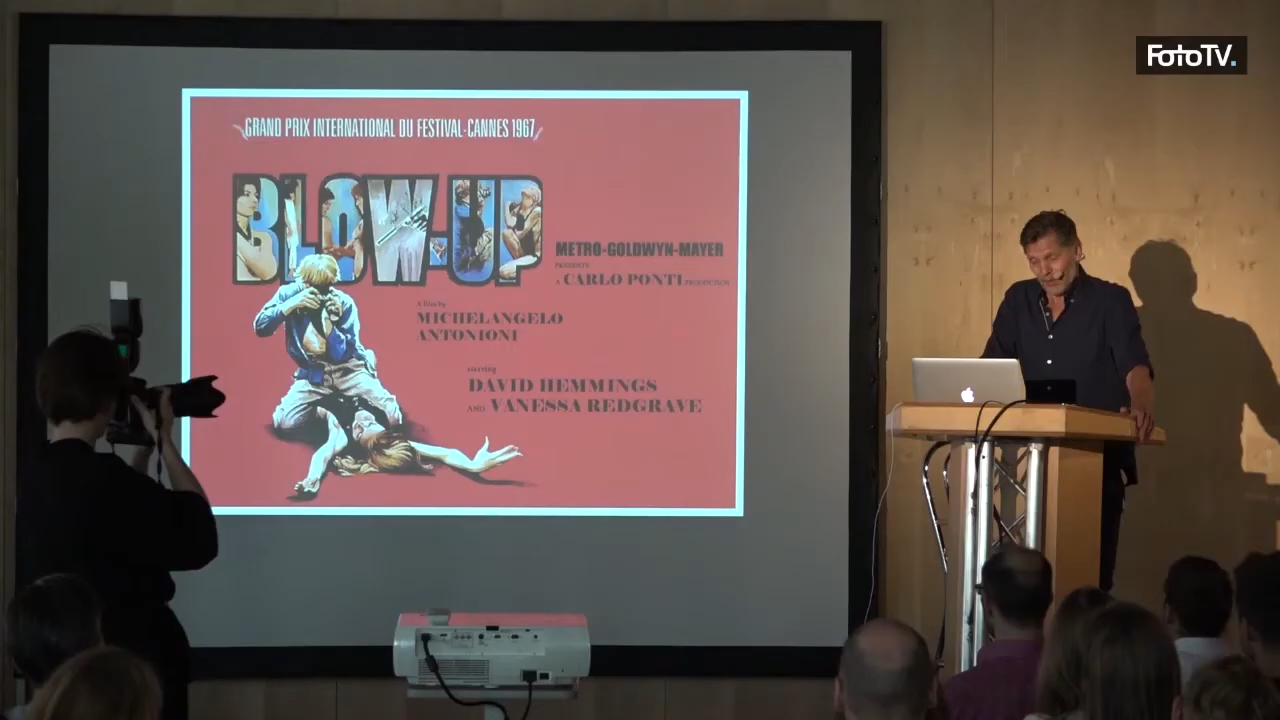 FotoTV.
GRAND PRIX INTERNATIONAL DU FESTIVAL-CANNES 1967
BLOW-UP
METRO-GOLDWYN-MAYER
PRESENTS
A CARLO PONTI PRODUCTION
A film by
MICHELANGELO
ANTONIONI
starring
DAVID HEMMINGS
AND VANESSA REDGRAVE